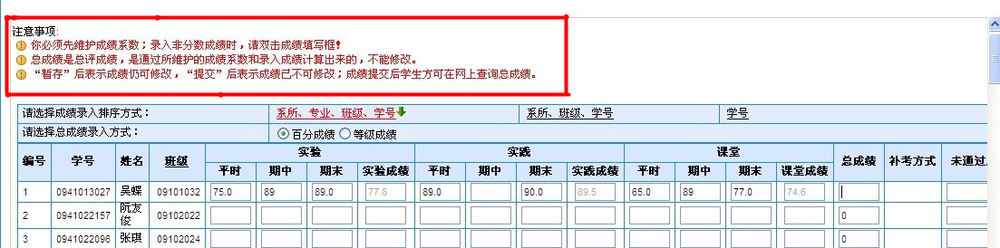 注意事项:
你必须先维护成绩系数；录入非分数成绩时，请双击成绩填写框!
总成绩是总评成绩，是通过所维护的成绩系数和录入成绩计算出来的，不能修改。
“暂存”后表示成绩仍可修改，“提交”后表示成绩已不可修改；成绩提交后学生方可在网上查询总成绩。
请选择成绩录入排序方式： 系所、专业、班级、学号 系所、班级、学号 学号
请选择总成绩录入方式： 百分成绩 等级成绩
编号 学号 姓名 班级 实验 实践 课堂 总成绩 补考方式 未通过
平时 期中 期末 实验成绩 平时 期中 期末 实践成绩 平时 期中 期末 课堂成绩
1 0941013027 吴蝶 09101032 75.0 89 89.0 77.8 89.0 90.0 89.5 65.0 89 77.0 74.6
2 0941022157 阮友俊 09102022 0
3 0941022096 张琪 09102024 0